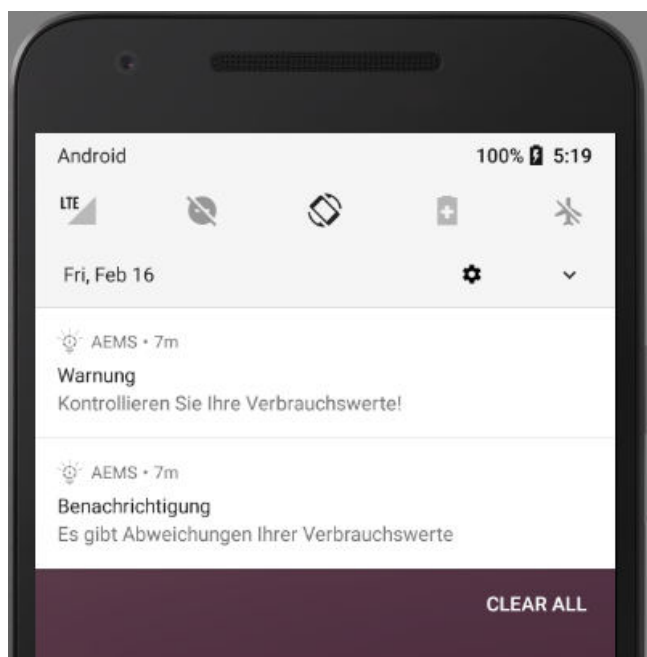 Android 100% 5:19
LTE
Fri, Feb 16
AEMS • 7m
Warnung
Kontrollieren Sie Ihre Verbrauchswerte!
AEMS • 7m
Benachrichtigung
Es gibt Abweichungen Ihrer Verbrauchswerte
CLEAR ALL